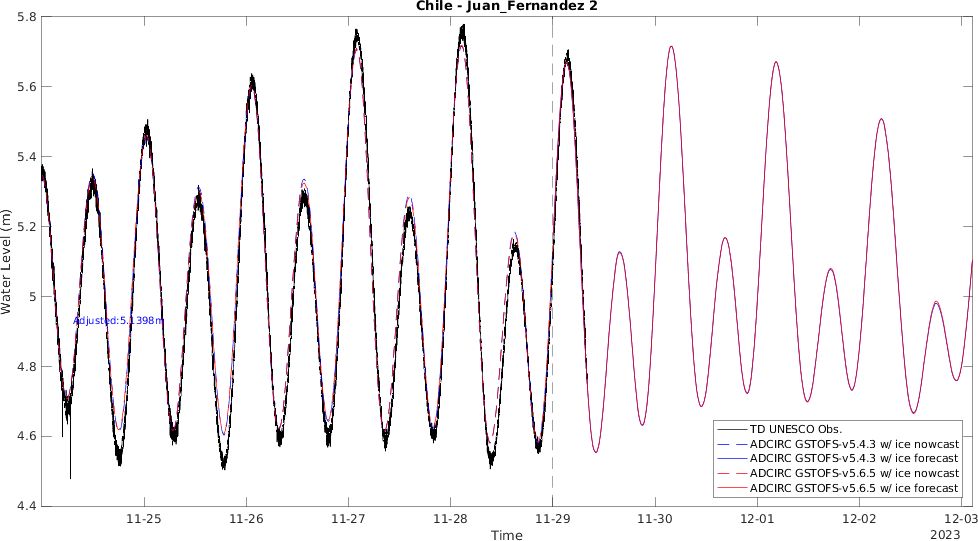 Chile - Juan_Fernandez 2
5.8
5.6
5.4
5.2
5
4.8
4.6
4.4
Water Level (m)
Adjusted:5.1398m
TD UNESCO Obs.
ADCIRC GSTOFS-v5.4.3 w/ ice nowcast
ADCIRC GSTOFS-v5.4.3 w/ ice forecast
ADCIRC GSTOFS-v5.6.5 w/ ice nowcast
ADCIRC GSTOFS-v5.6.5 w/ ice forecast
11-25 11-26 11-27 11-28 11-29 11-30 12-01 12-02 12-03
Time 2023